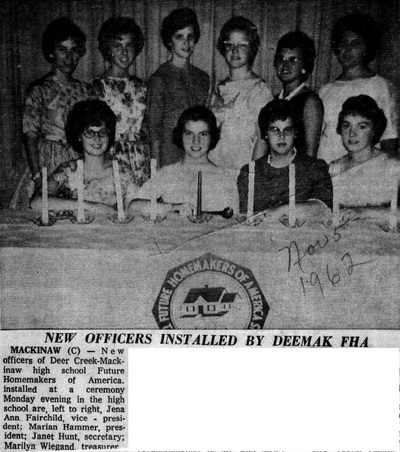 Nov 5
1962
FUTURE HOMEMAKERS OF AMERICA
NEW OFFICERS INSTALLED BY DEEMAK FHA
MACKINAW (C) — New
officers of Deer Creek-Mack-
inaw high school Future
Homemakers of America.
installed at a ceremony
Monday evening in the high
school are, left to right, Jena
Ann Fairchild, vice - presi-
dent; Marian Hammer, pres-
ident; Janet Hunt, secretary;
Marilyn Wiegand, treasurer.